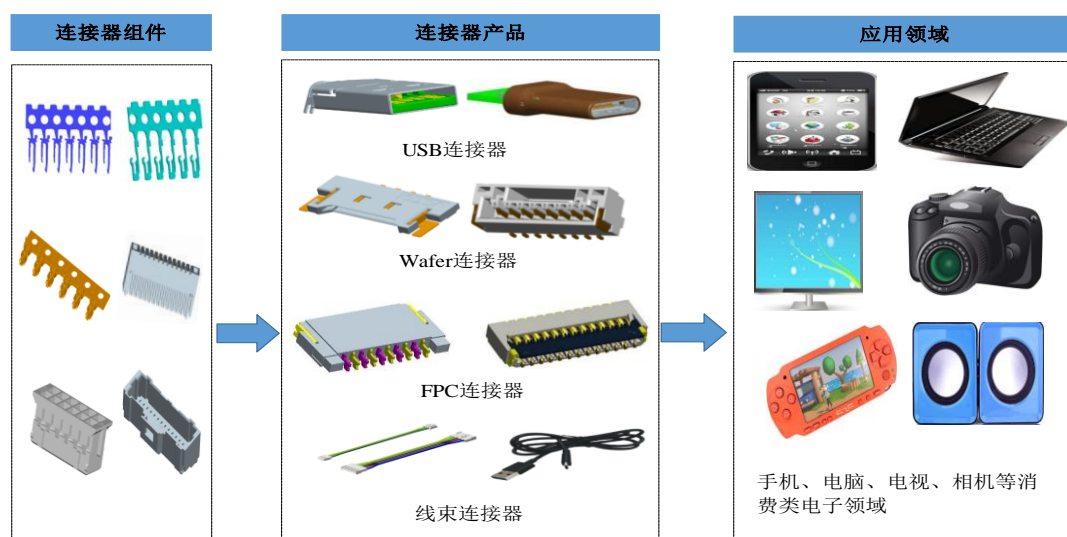 连接器组件
连接器产品
应用领域
USB连接器
Wafer连接器
FPC连接器
线束连接器
手机、电脑、电视、相机等消
费类电子领域